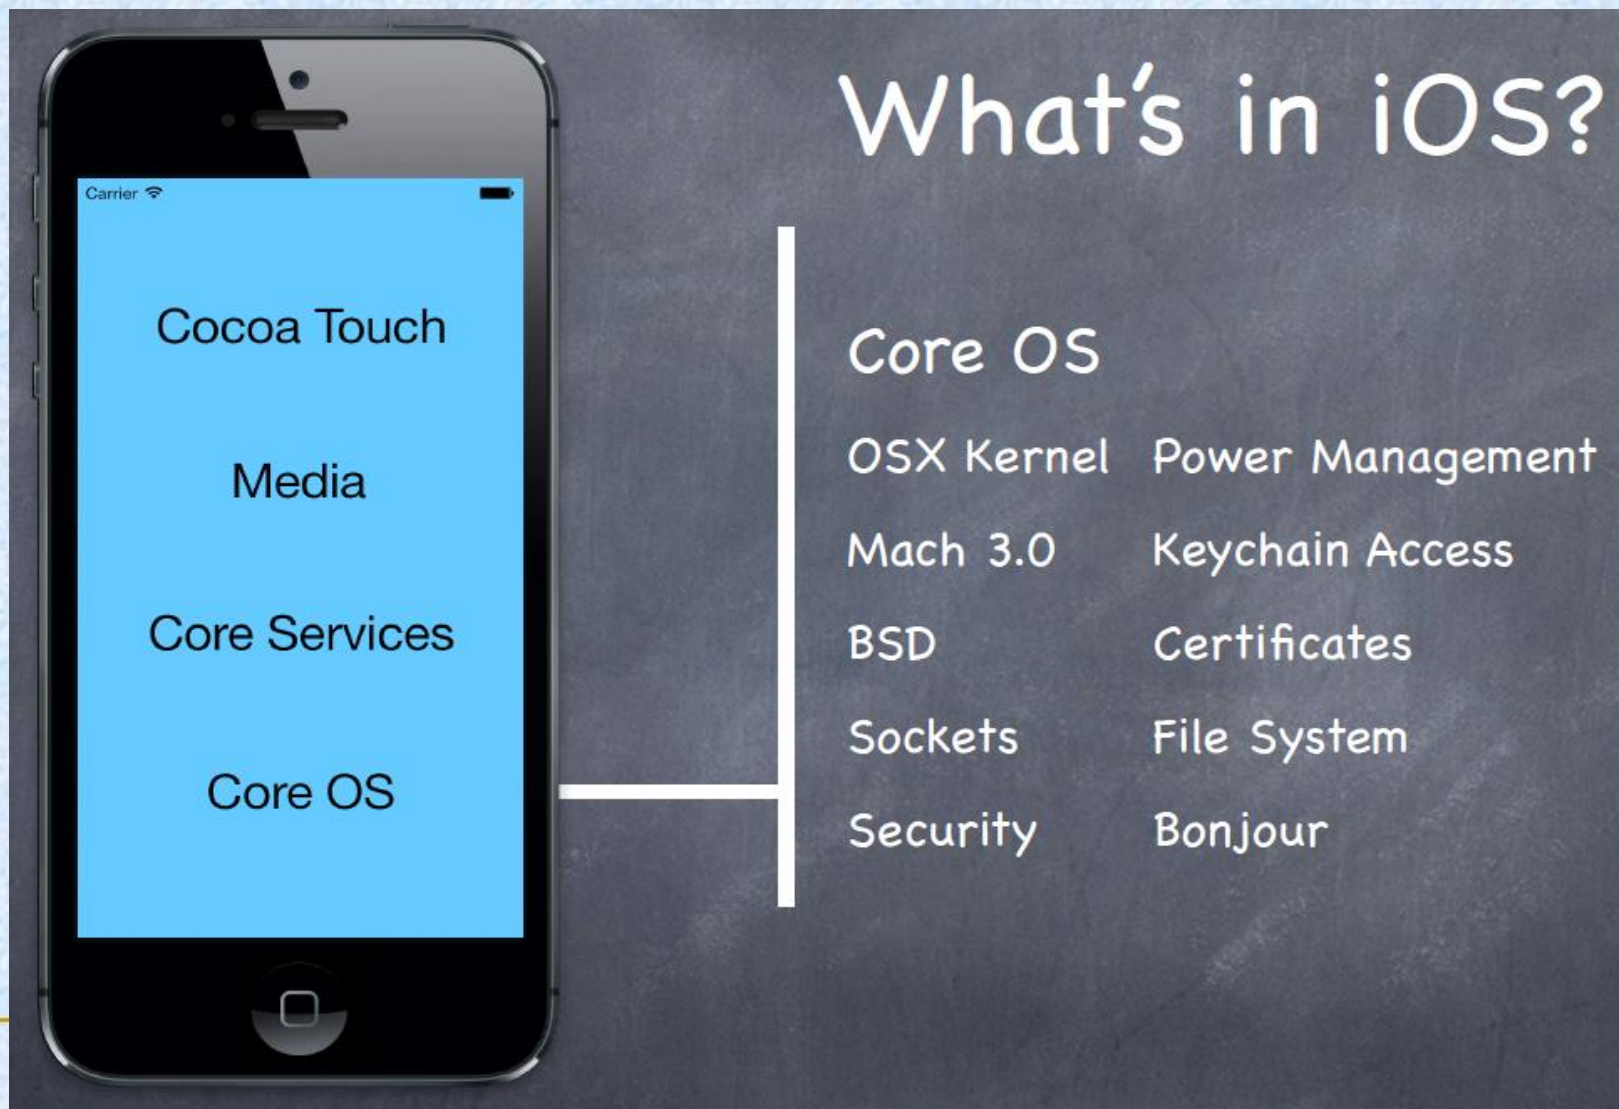 What's in iOS?
Carrier
Cocoa Touch
Media
Core Services
Core OS
Core OS
OSX Kernel Power Management
Mach 3.0 Keychain Access
BSD Certificates
Sockets File System
Security Bonjour